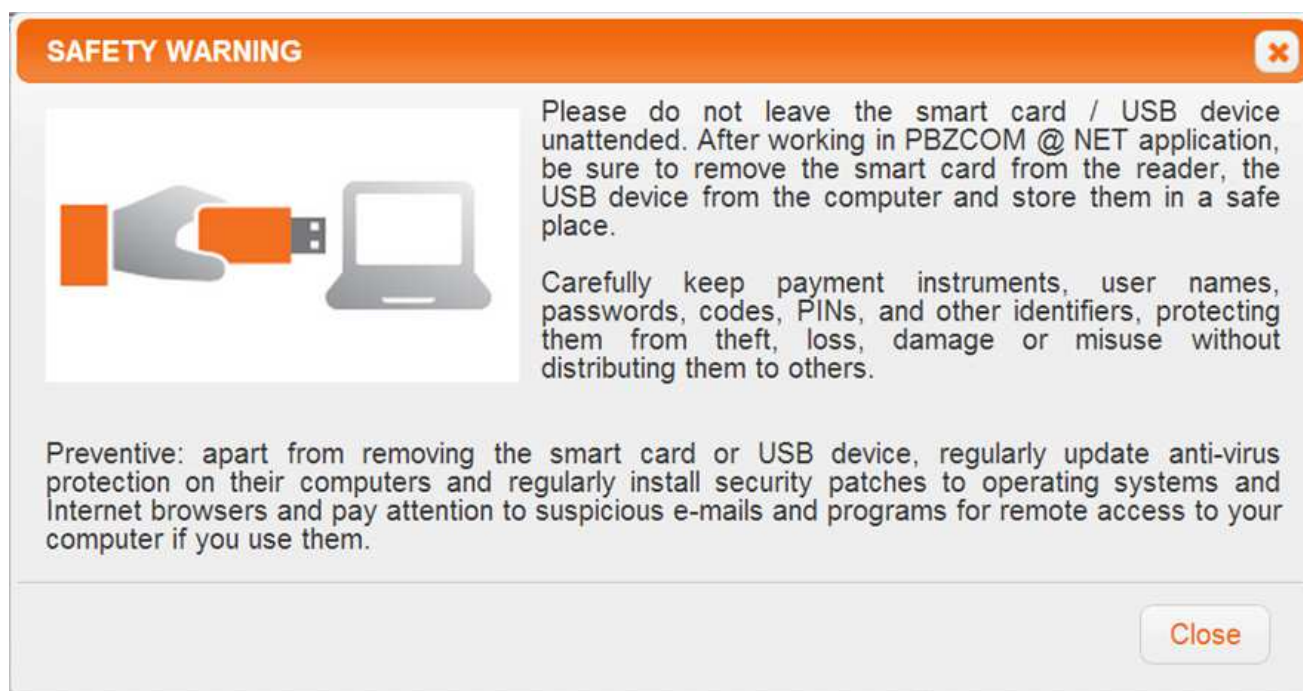 SAFETY WARNING
Please do not leave the smart card / USB device
unattended. After working in PBZCOM @ NET application,
be sure to remove the smart card from the reader, the
USB device from the computer and store them in a safe
place.
Carefully keep payment instruments, user names,
passwords, codes, PINs, and other identifiers, protecting
them from theft, loss, damage or misuse without
distributing them to others.
Preventive: apart from removing the smart card or USB device, regularly update anti-virus
protection on their computers and regularly install security patches to operating systems and
Internet browsers and pay attention to suspicious e-mails and programs for remote access to your
computer if you use them.
Close